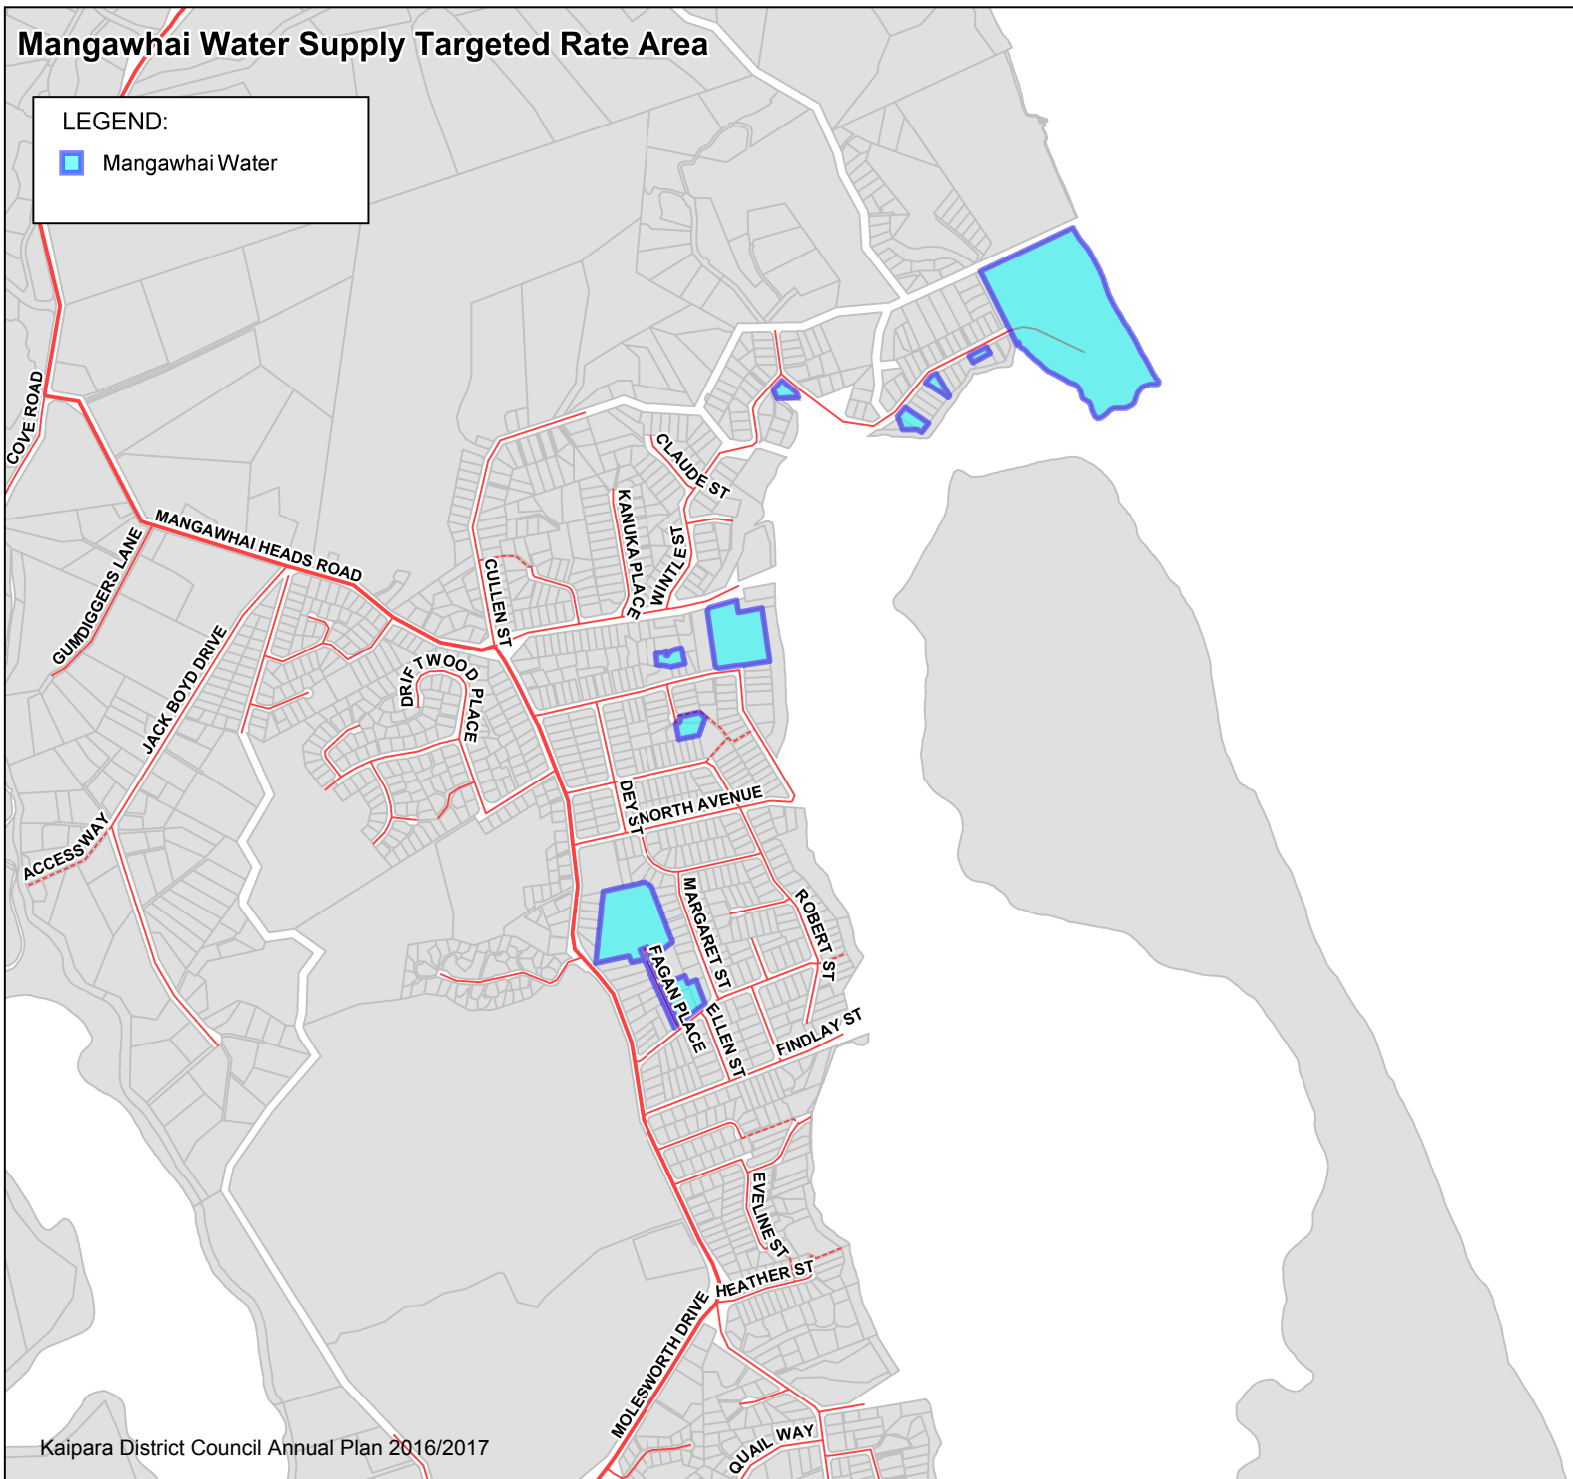 Mangawhai Water Supply Targeted Rate Area
LEGEND:
Mangawhai Water
COVE ROAD
MANGAWHAI HEADS ROAD
GUMDIGGERS LANE
JACK BOYD DRIVE
ACCESSWAY
CLAUDE ST
KANUKA PLACE
WINTLE ST
CULLEN ST
DRIFTWOOD PLACE
DEY ST
NORTH AVENUE
MARGARET ST
ROBERT ST
FAGAN PLACE
ELLEN ST
FINDLAY ST
EVELINE ST
HEATHER ST
MOLESWORTH DRIVE
QUAIL WAY
Kaipara District Council Annual Plan 2016/2017